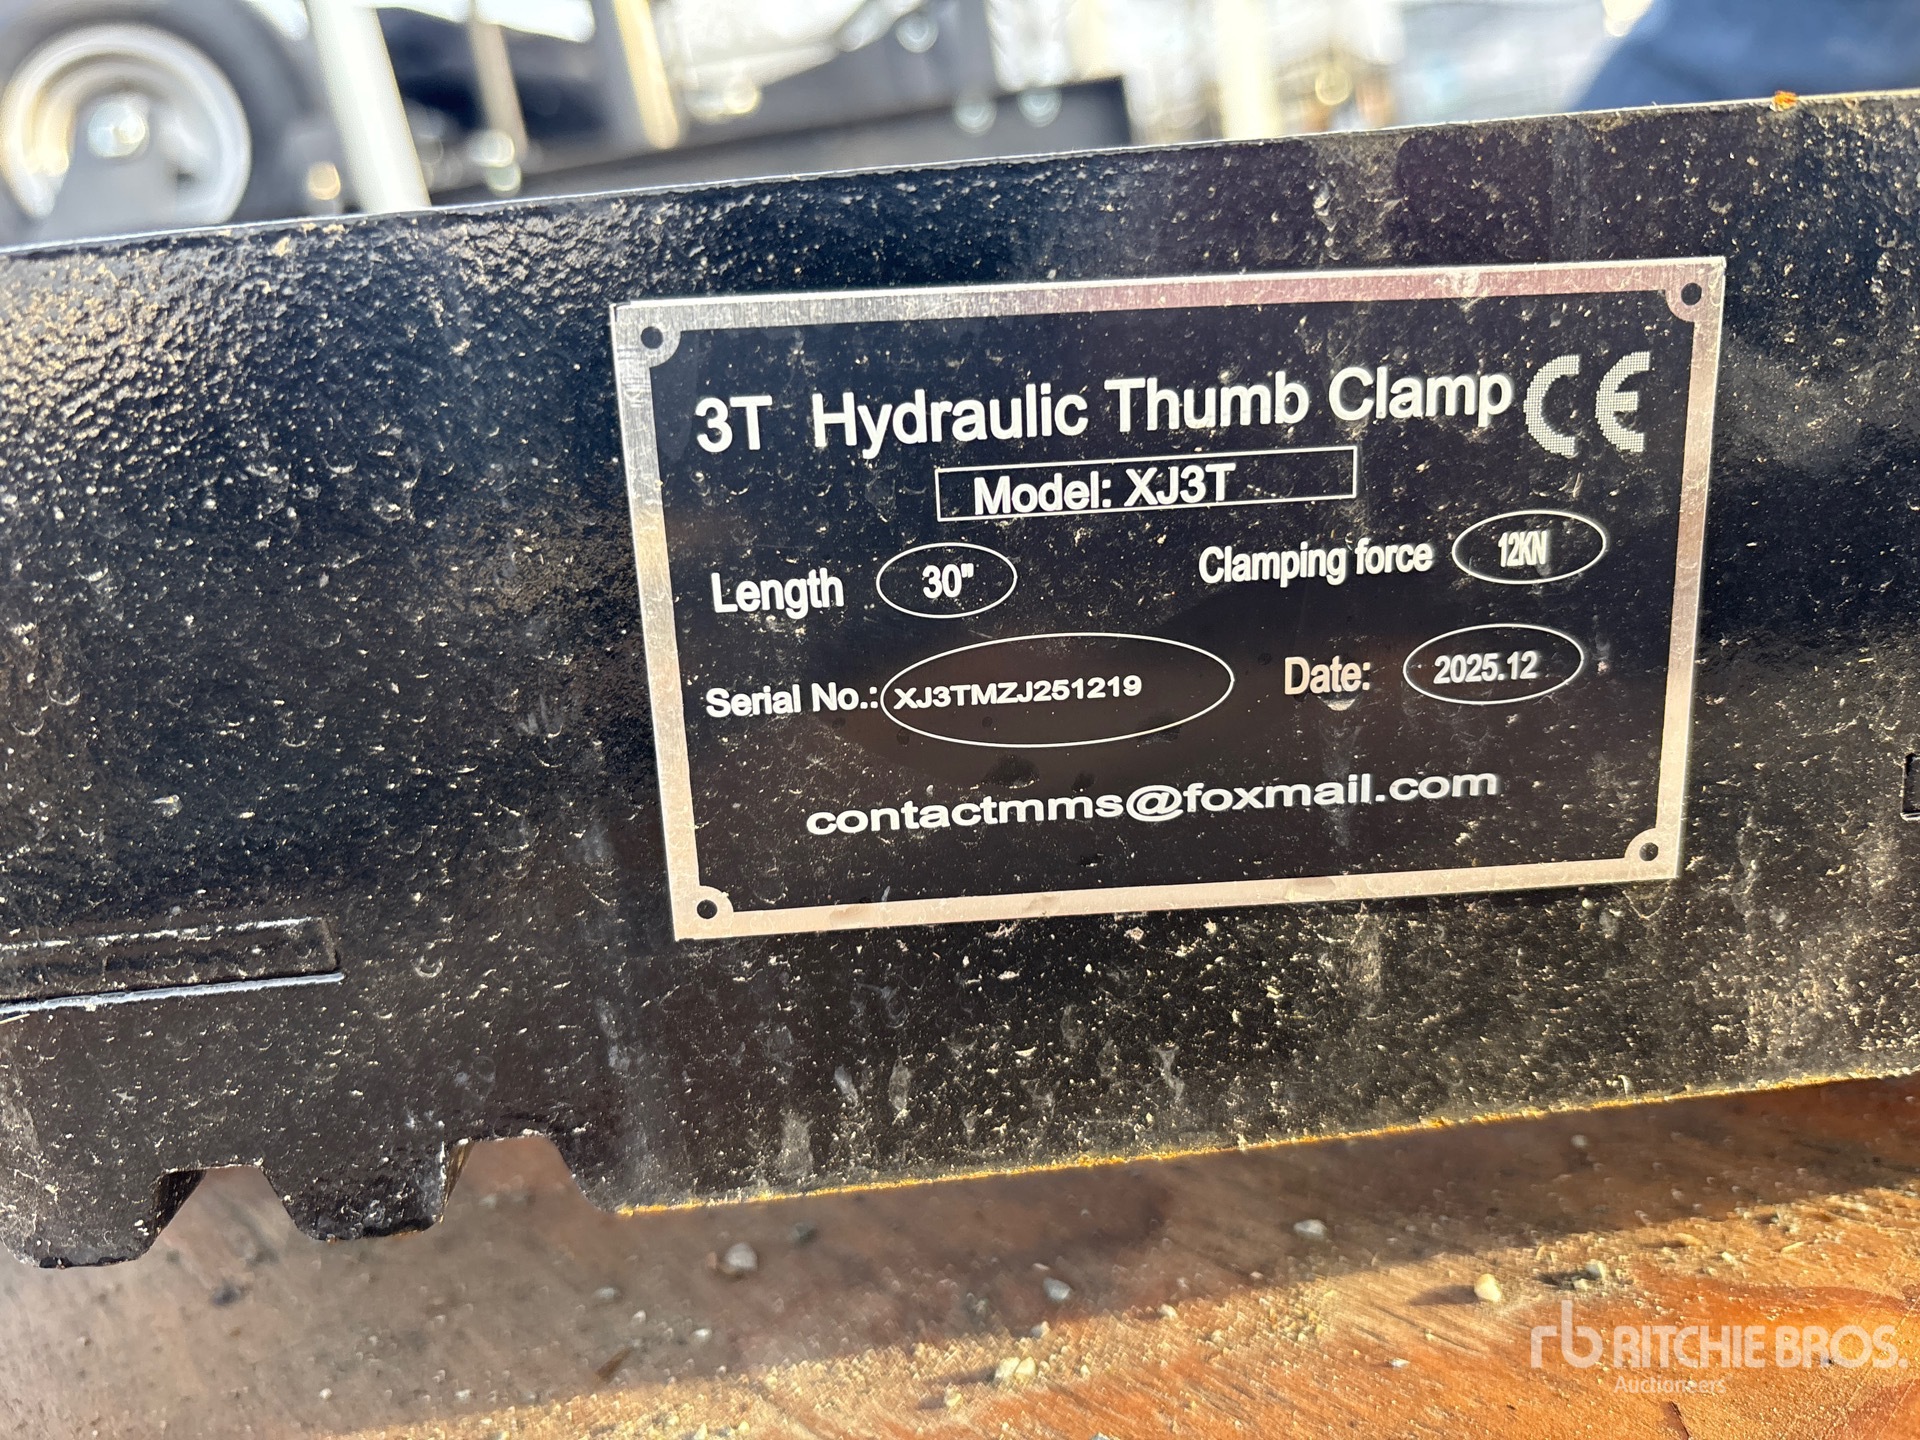 3T Hydraulic Thumb Clamp CE
Model: XJ3T
Length 30" Clamping force 12KN
Serial No.: XJ3TMZJ251219 Date: 2025.12
contactmms@foxmail.com
rb RITCHIE BROS.
Auctioneers